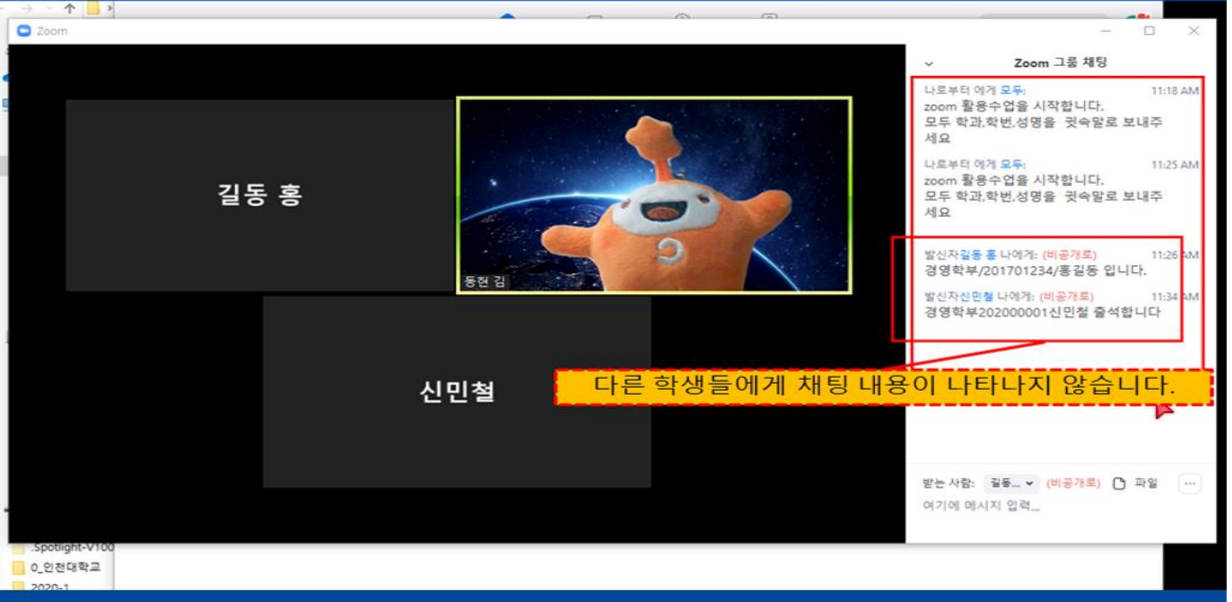 Zoom
Zoom 그룹 채팅
나로부터 에게 모두: 11:18 AM
zoom 활용수업을 시작합니다.
모두 학과,학번,성명을 귓속말로 보내주
세요
나로부터 에게 모두: 11:25 AM
zoom 활용수업을 시작합니다.
모두 학과,학번,성명을 귓속말로 보내주
세요
발신자길동 홍 나에게: (비공개로) 11:26 AM
경영학부/201701234/홍길동 입니다.
발신자신민철 나에게: (비공개로) 11:34 AM
경영학부202000001신민철 출석합니다
길동 홍
동현 김
신민철
다른 학생들에게 채팅 내용이 나타나지 않습니다.
받는 사람: 길동... (비공개로) 파일 ...
여기에 메시지 입력...
.Spotlight-V100
0_인천대학교
2020-1